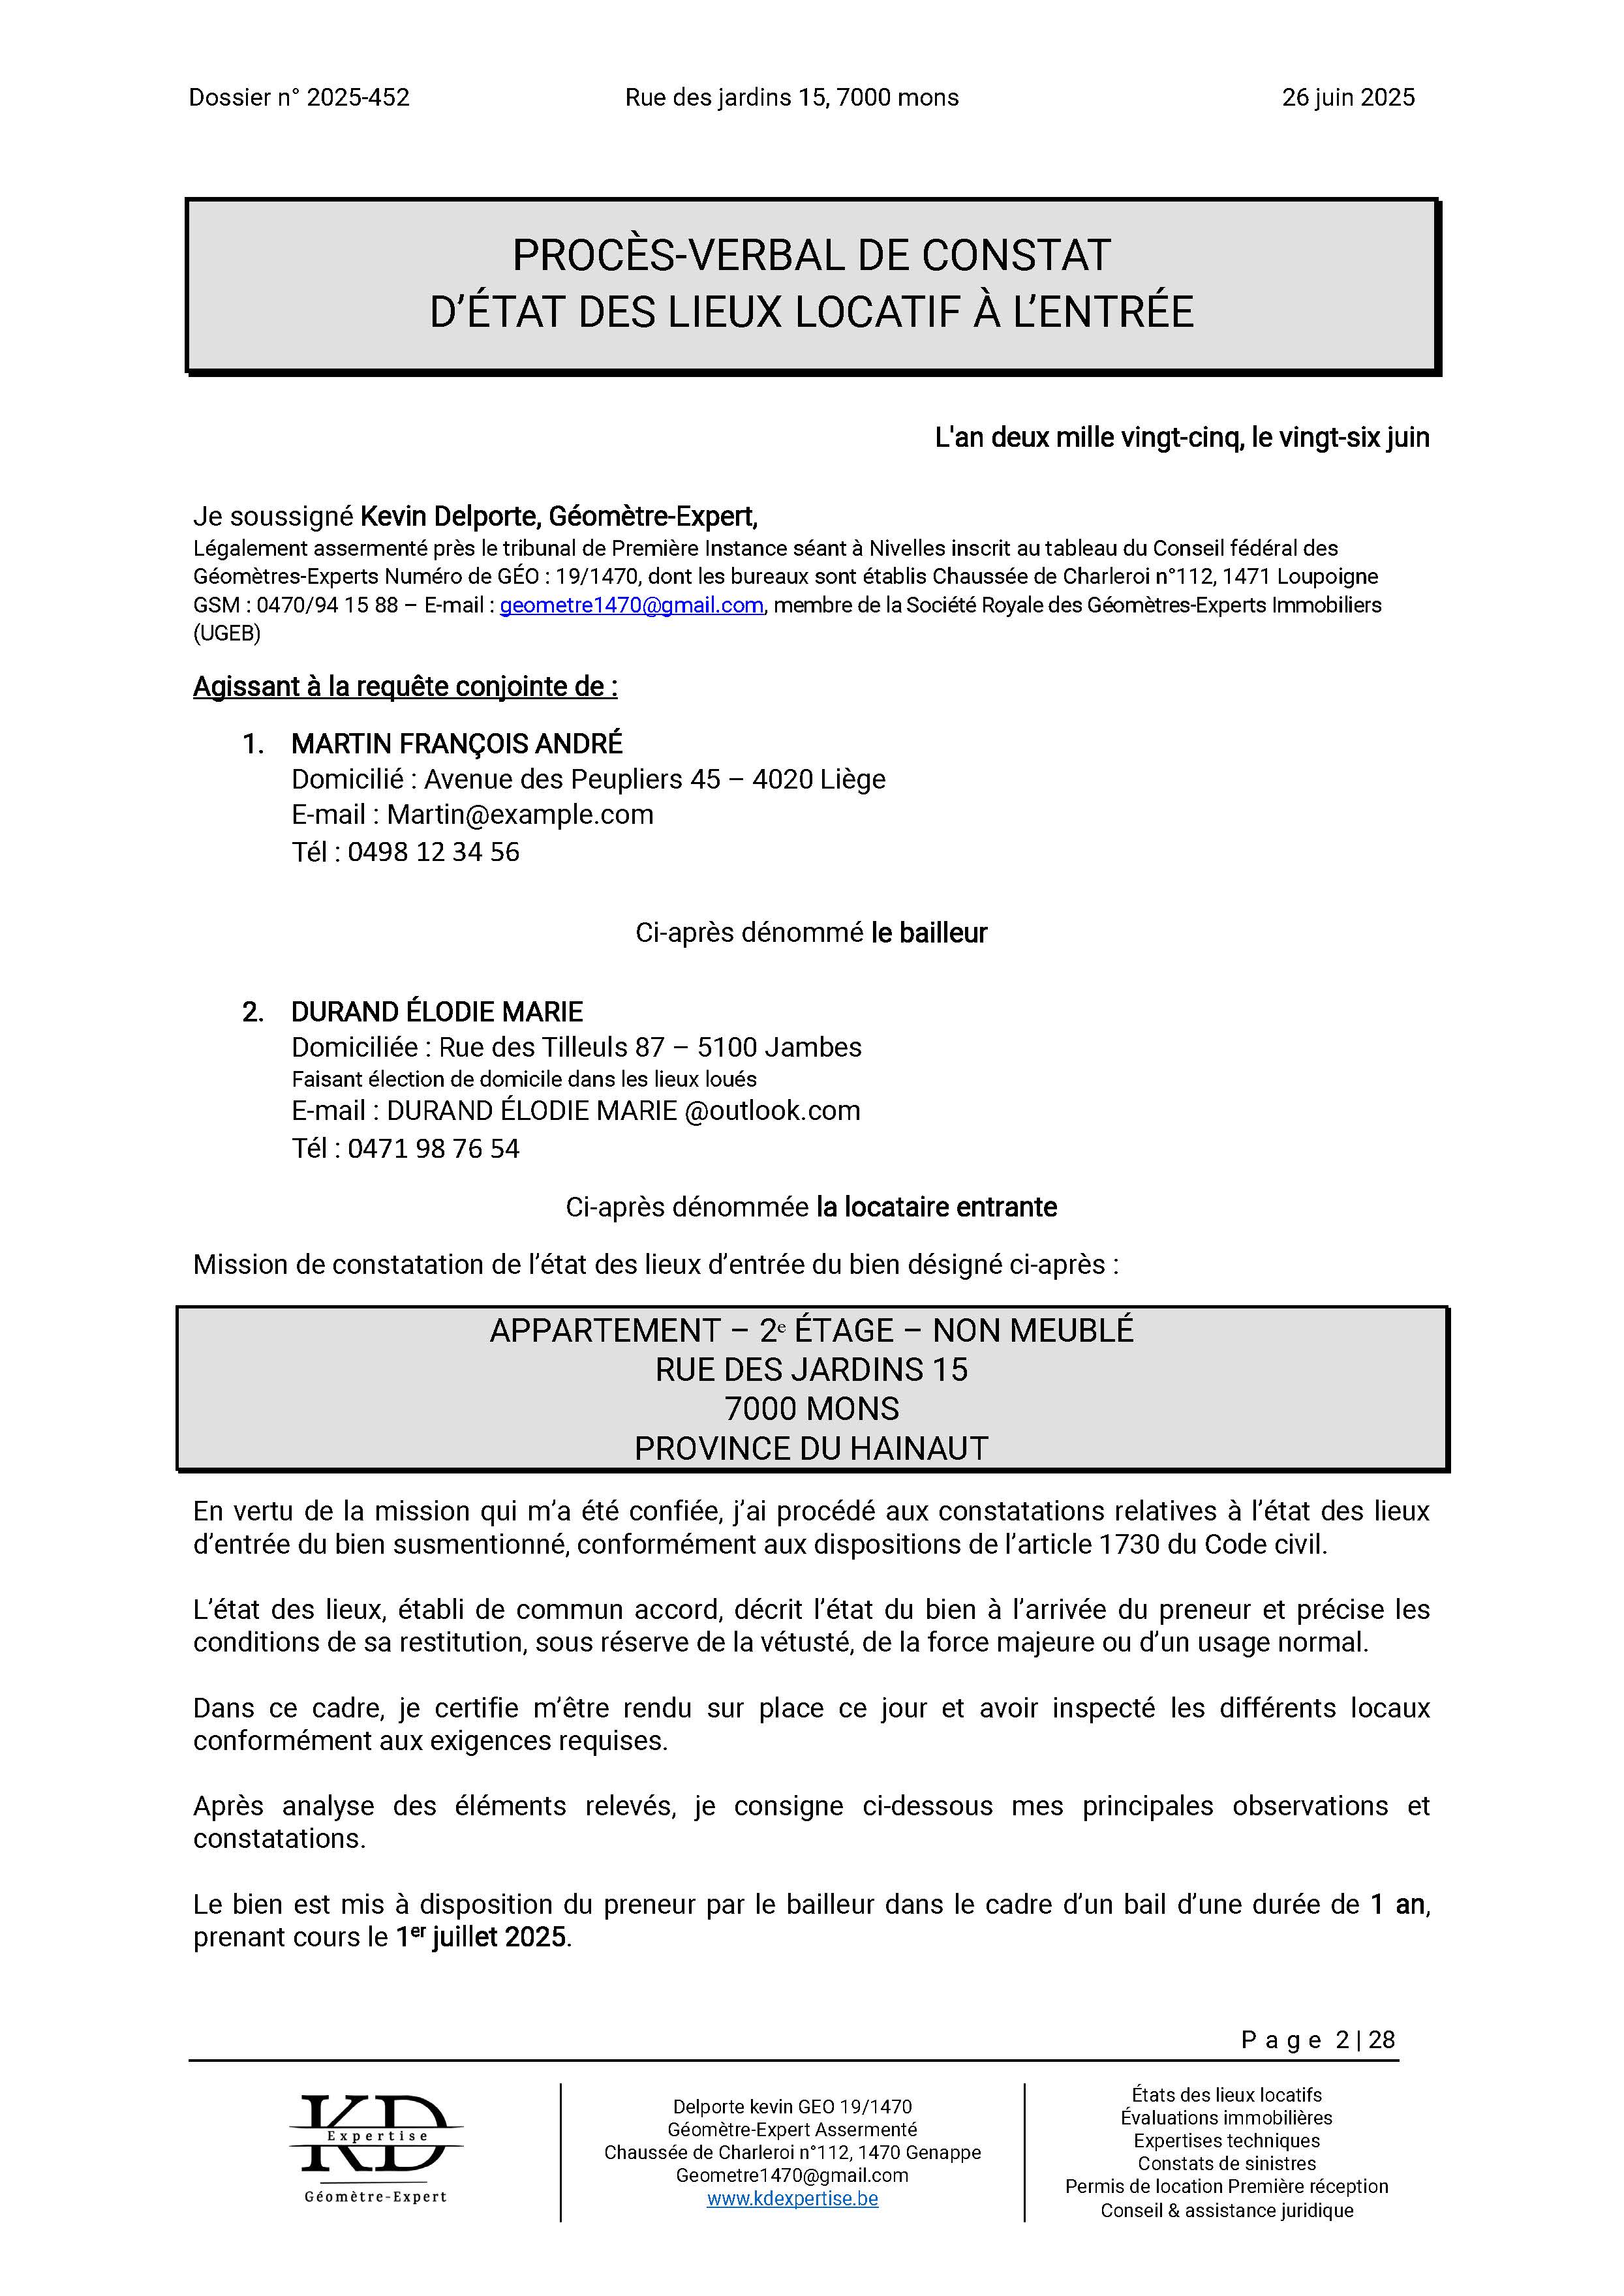 Dossier n° 2025-452 Rue des jardins 15, 7000 mons 26 juin 2025
PROCÈS-VERBAL DE CONSTAT
D’ÉTAT DES LIEUX LOCATIF À L’ENTRÉE
L'an deux mille vingt-cinq, le vingt-six juin
Je soussigné Kevin Delporte, Géomètre-Expert,
Légalement assermenté près le tribunal de Première Instance séant à Nivelles inscrit au tableau du Conseil fédéral des
Géomètres-Experts Numéro de GÉO : 19/1470, dont les bureaux sont établis Chaussée de Charleroi n°112, 1471 Loupoigne
GSM : 0470/94 15 88 – E-mail : geometre1470@gmail.com, membre de la Société Royale des Géomètres-Experts Immobiliers
(UGEB)
Agissant à la requête conjointe de :
1. MARTIN FRANÇOIS ANDRÉ
Domicilié : Avenue des Peupliers 45 – 4020 Liège
E-mail : Martin@example.com
Tél : 0498 12 34 56
Ci-après dénommé le bailleur
2. DURAND ÉLODIE MARIE
Domiciliée : Rue des Tilleuls 87 – 5100 Jambes
Faisant élection de domicile dans les lieux loués
E-mail : DURAND ÉLODIE MARIE @outlook.com
Tél : 0471 98 76 54
Ci-après dénommée la locataire entrante
Mission de constatation de l’état des lieux d’entrée du bien désigné ci-après :
APPARTEMENT – 2e ÉTAGE – NON MEUBLÉ
RUE DES JARDINS 15
7000 MONS
PROVINCE DU HAINAUT
En vertu de la mission qui m’a été confiée, j’ai procédé aux constatations relatives à l’état des lieux
d’entrée du bien susmentionné, conformément aux dispositions de l’article 1730 du Code civil.
L’état des lieux, établi de commun accord, décrit l’état du bien à l’arrivée du preneur et précise les
conditions de sa restitution, sous réserve de la vétusté, de la force majeure ou d’un usage normal.
Dans ce cadre, je certifie m’être rendu sur place ce jour et avoir inspecté les différents locaux
conformément aux exigences requises.
Après analyse des éléments relevés, je consigne ci-dessous mes principales observations et
constatations.
Le bien est mis à disposition du preneur par le bailleur dans le cadre d’un bail d’une durée de 1 an,
prenant cours le 1er juillet 2025.
Page 2 | 28
KD
Expertise
Géomètre-Expert
Delporte kevin GEO 19/1470
Géomètre-Expert Assermenté
Chaussée de Charleroi n°112, 1470 Genappe
Geometre1470@gmail.com
www.kdexpertise.be
États des lieux locatifs
Évaluations immobilières
Expertises techniques
Constats de sinistres
Permis de location Première réception
Conseil & assistance juridique